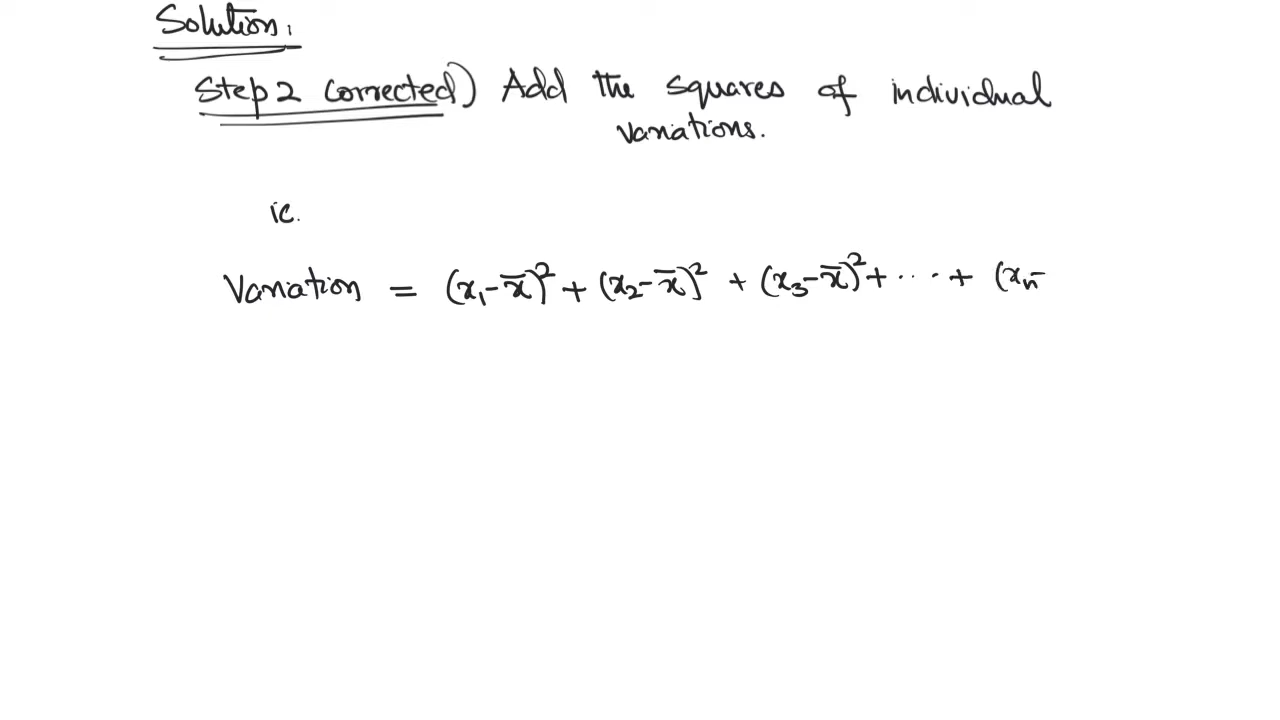 Solution:
Step 2 corrected) Add the squares of individual
variations.
ie.
Variation = (x₁-x̄)² + (x₂-x̄)² + (x₃-x̄)² + ... + (xₙ-